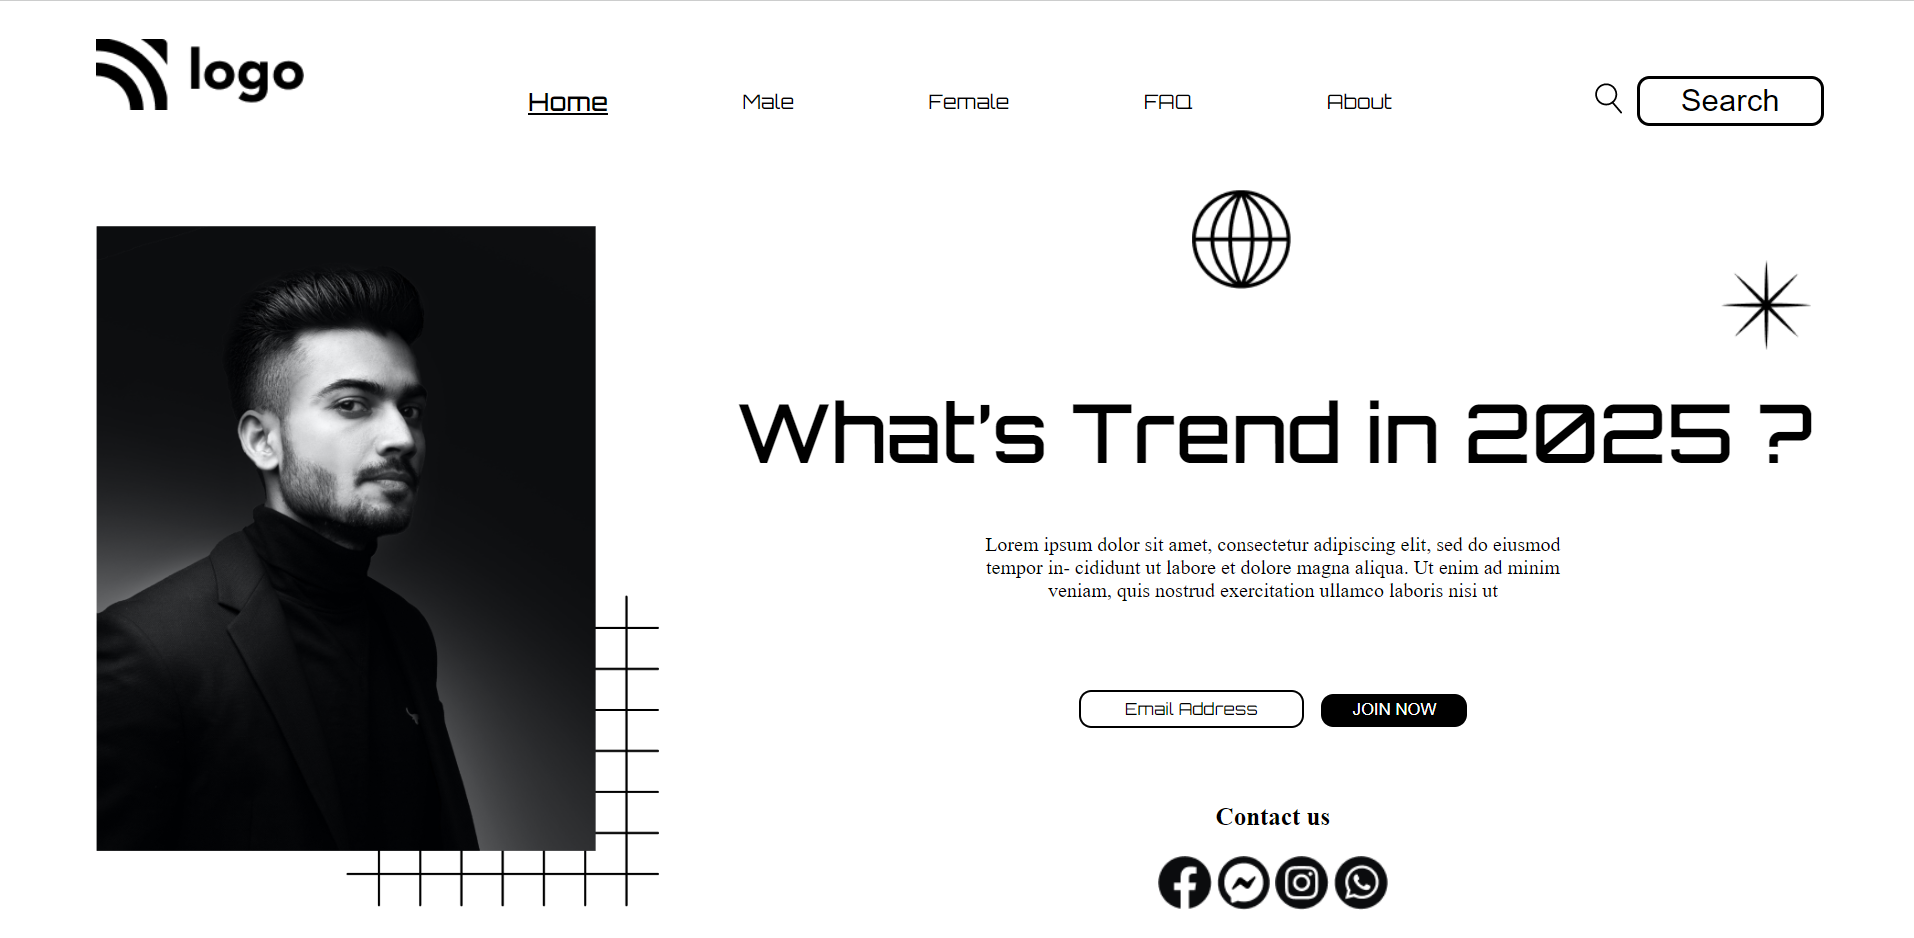 logo
Home
Male
Female
FAQ
About
Search
What's Trend in 2025 ?
Lorem ipsum dolor sit amet, consectetur adipiscing elit, sed do eiusmod
tempor in- cididunt ut labore et dolore magna aliqua. Ut enim ad minim
veniam, quis nostrud exercitation ullamco laboris nisi ut
Email Address
JOIN NOW
Contact us